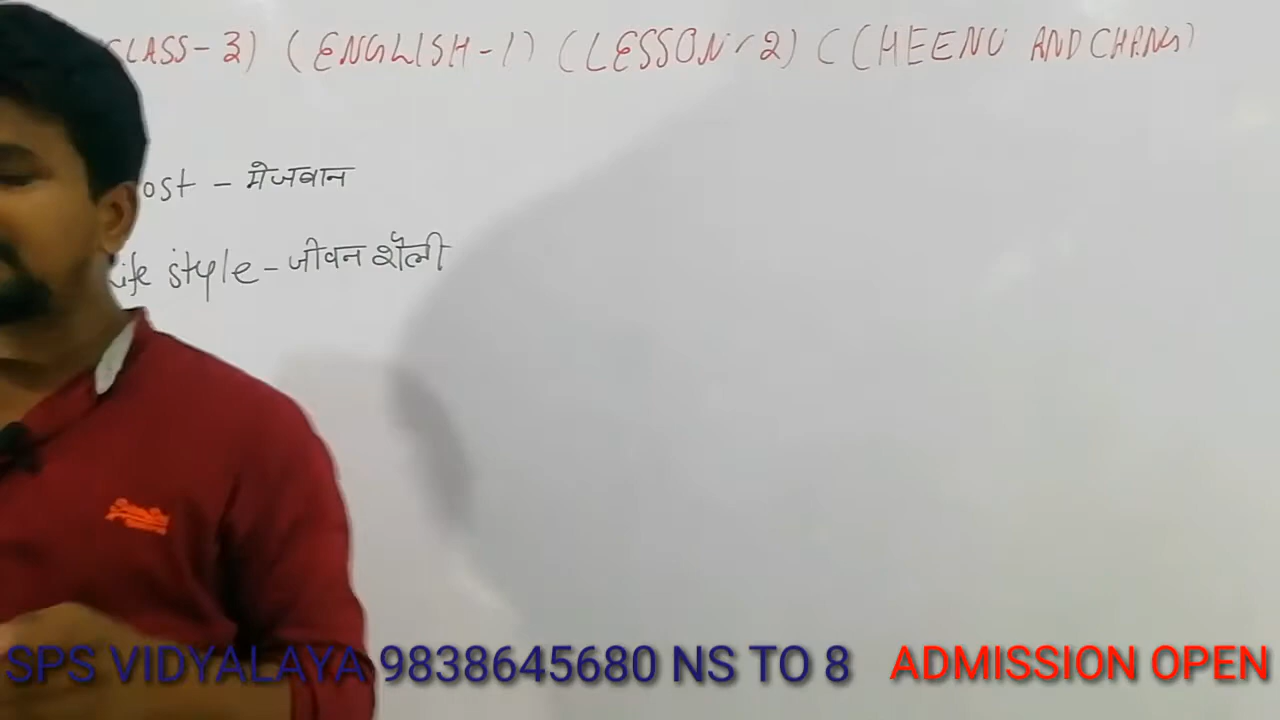 CLASS-3) (ENGLISH-1) (LESSON-2) (CHEENU AND CHANG)
ost - मेजबान
Life style - जीवन शैली
SPS VIDYALAYA 9838645680 NS TO 8 ADMISSION OPEN